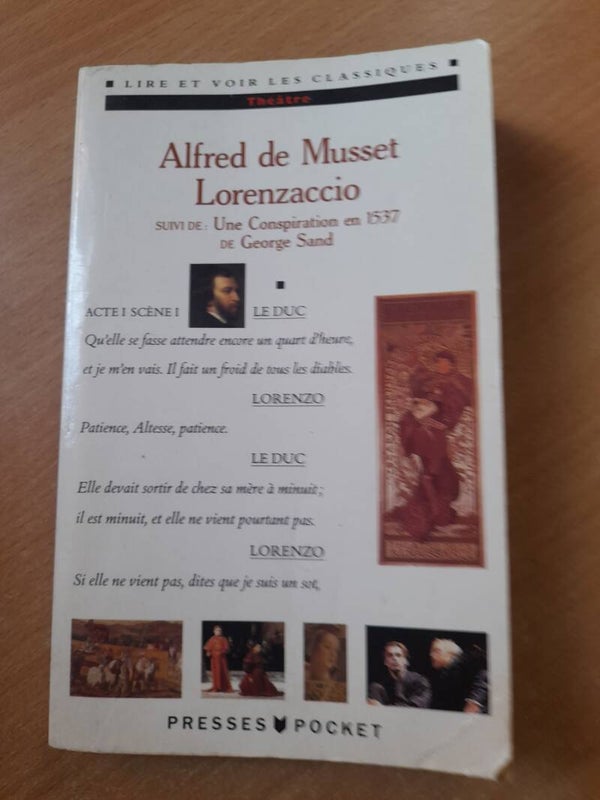 LIRE ET VOIR LES CLASSIQUES
Théâtre
Alfred de Musset
Lorenzaccio
SUIVI DE : Une Conspiration en 1537
DE George Sand
ACTE I SCÈNE I LE DUC
Qu'elle se fasse attendre encore un quart d'heure,
et je m'en vais. Il fait un froid de tous les diables.
LORENZO
Patience, Altesse, patience.
LE DUC
Elle devait sortir de chez sa mère à minuit ;
il est minuit, et elle ne vient pourtant pas.
LORENZO
Si elle ne vient pas, dites que je suis un sot,
PRESSES POCKET